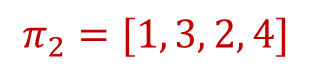 π₂ = [1, 3, 2, 4]